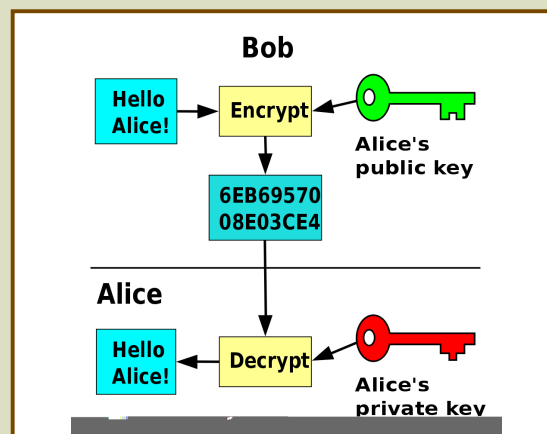 Bob
Hello
Alice!
Encrypt
Alice's
public key
6EB69570
08E03CE4
Alice
Hello
Alice!
Decrypt
Alice's
private key